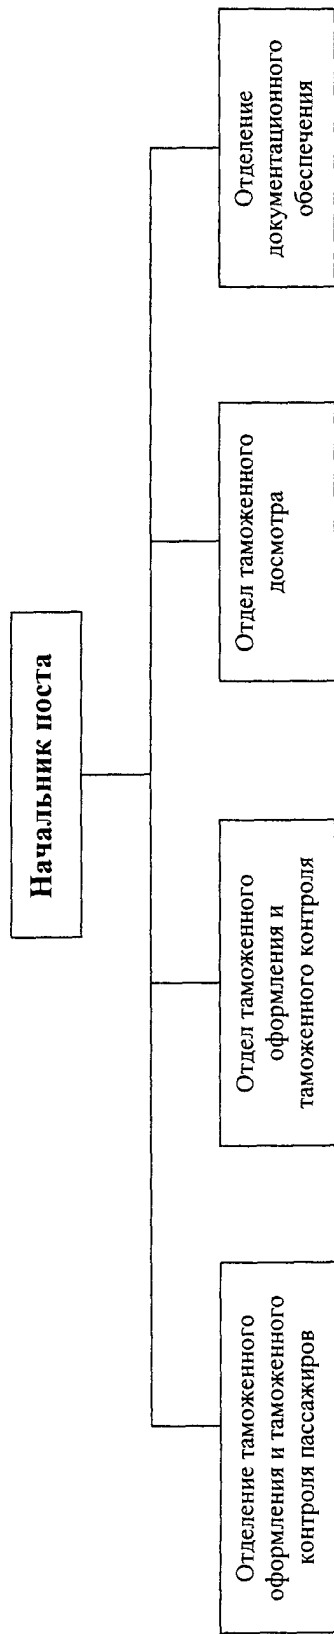 Начальник поста
Отделение таможенного
оформления и таможенного
контроля пассажиров
Отдел таможенного
оформления и
таможенного контроля
Отдел таможенного
досмотра
Отделение
документационного
обеспечения